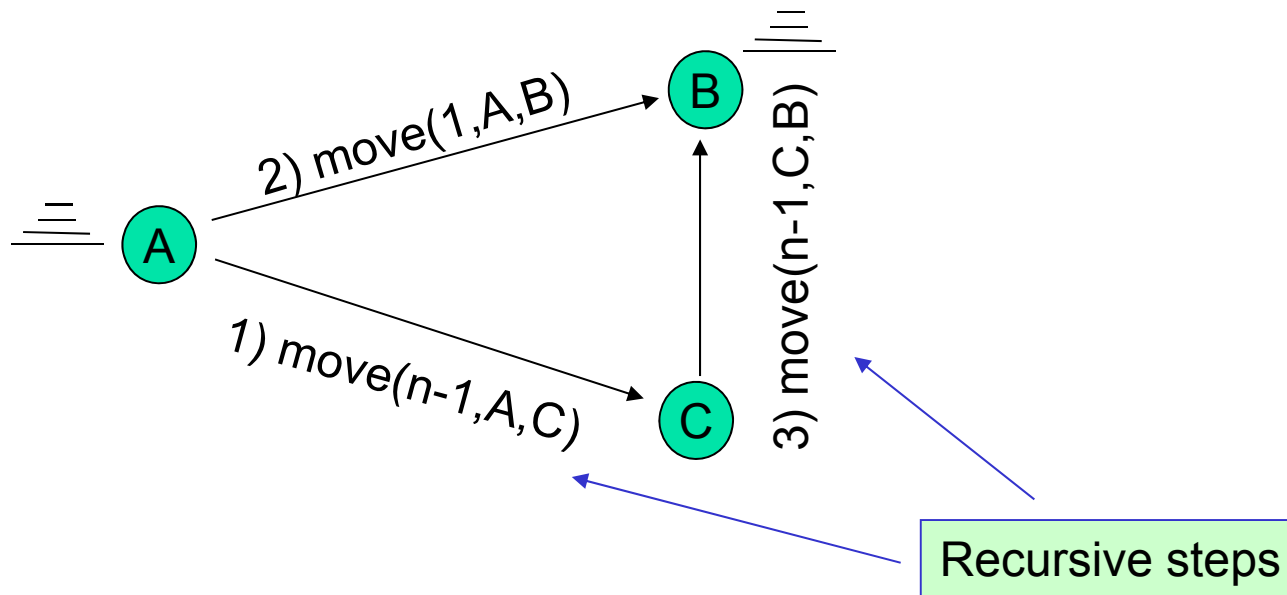 B
2) move(1,A,B)
A
3) move(n-1,C,B)
1) move(n-1,A,C)
C
Recursive steps